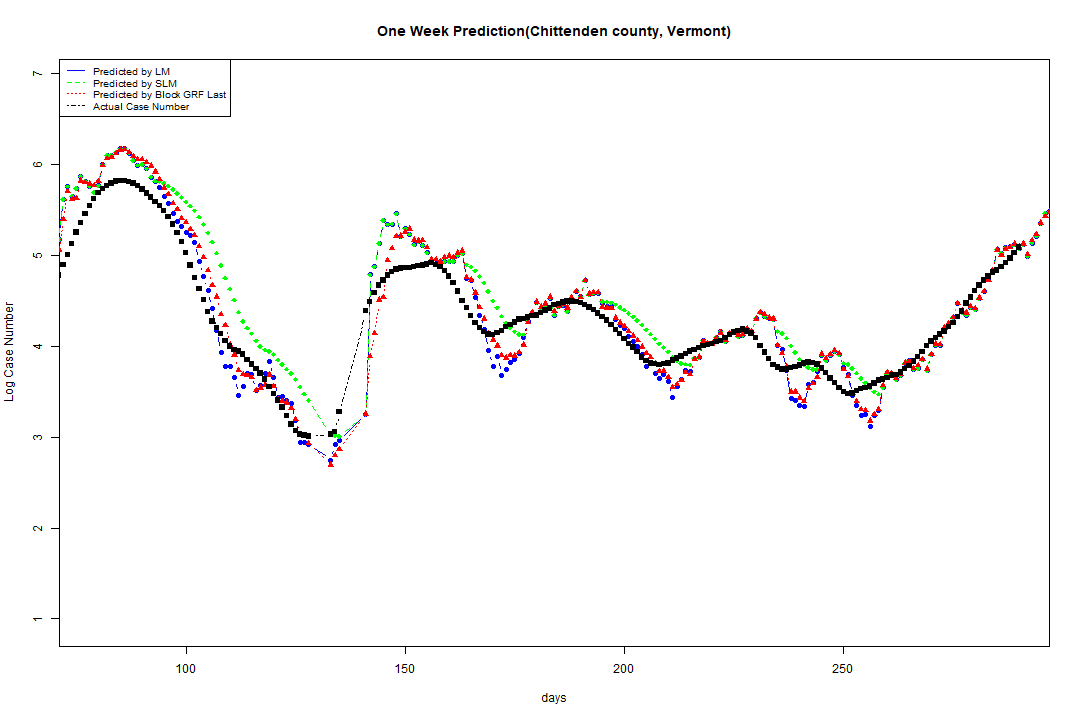 One Week Prediction(Chittenden county, Vermont)
Predicted by LM
Predicted by SLM
Predicted by Block GRF Last
Actual Case Number
7
6
5
4
3
2
1
Log Case Number
100 150 200 250
days